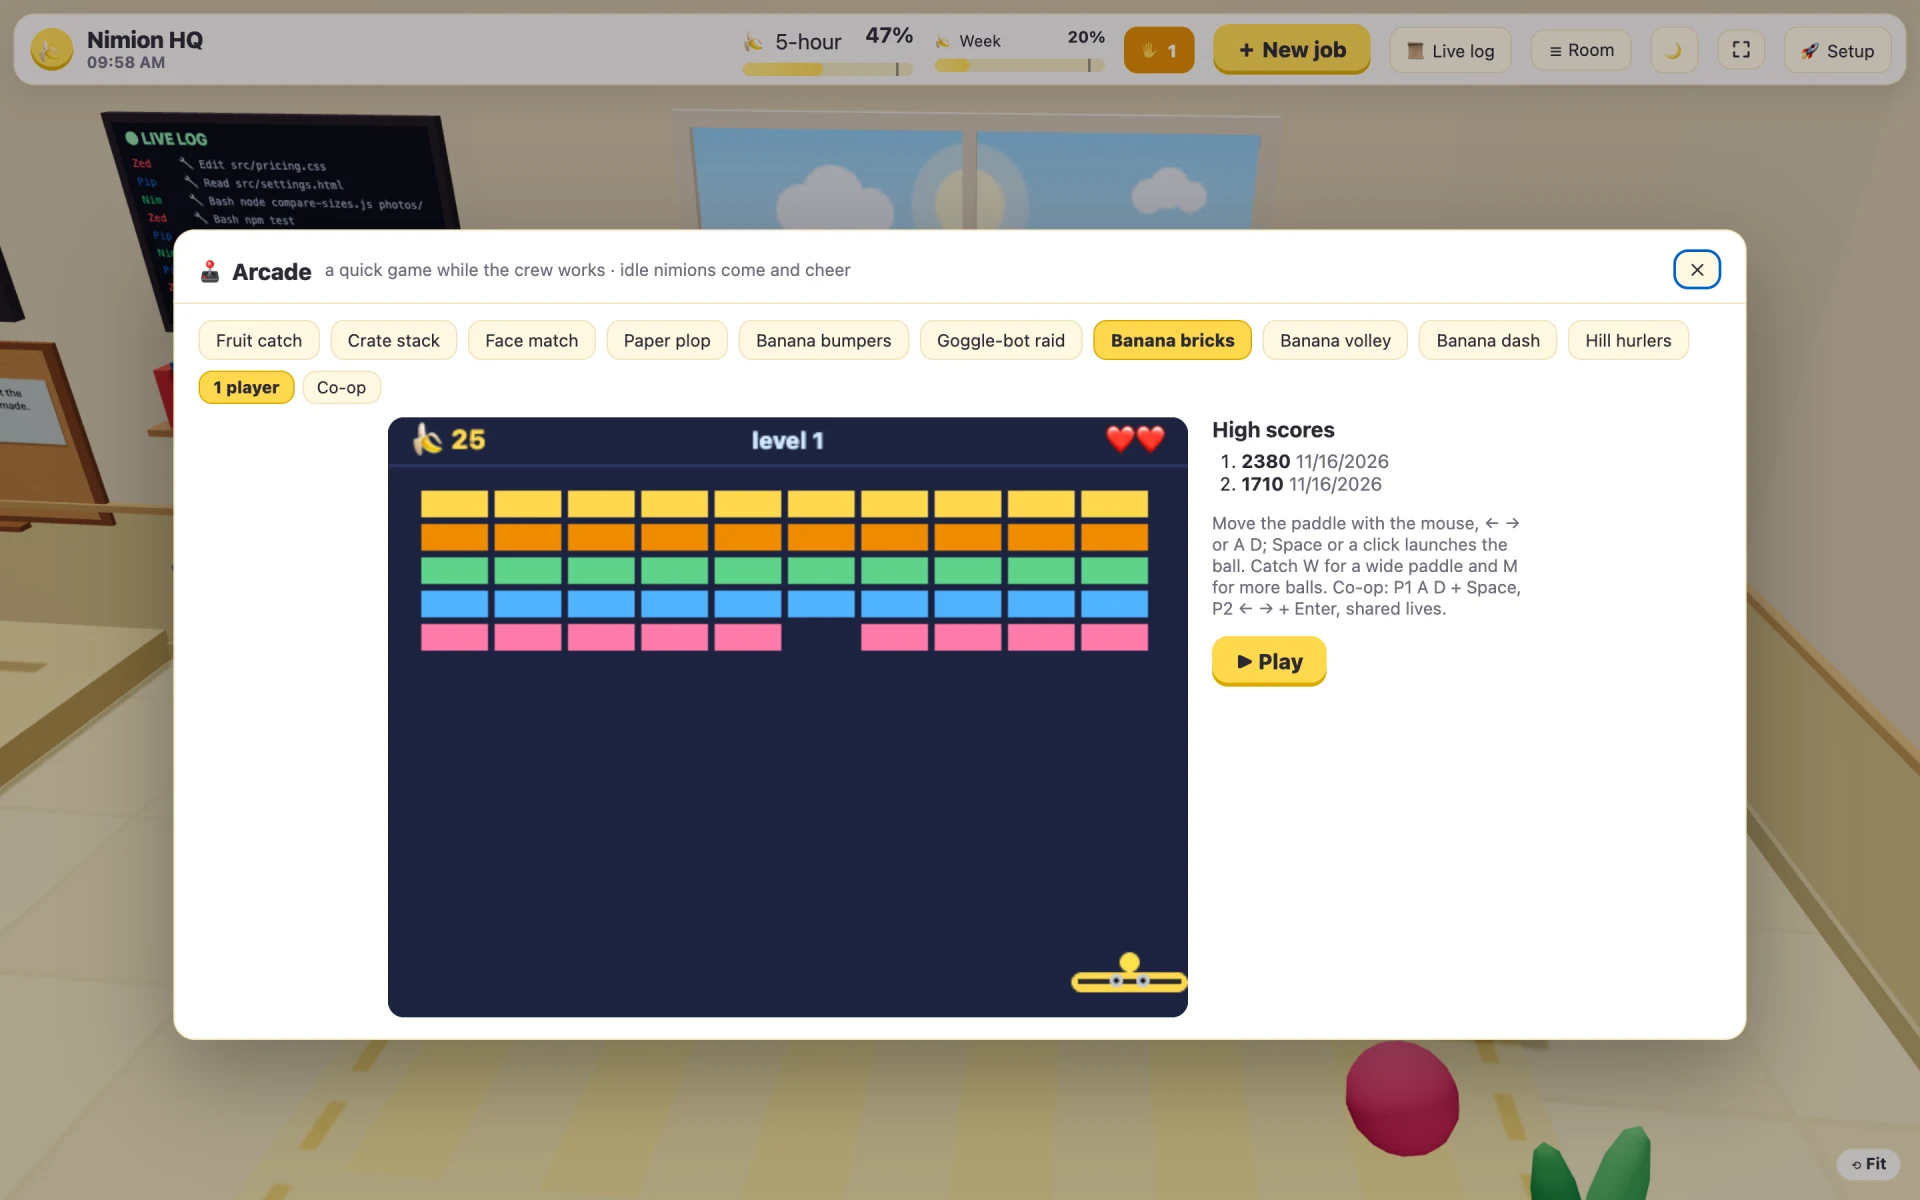 Nimion HQ
09:58 AM
5-hour 47%
Week 20%
1
+ New job
Live log
Room
Setup
LIVE LOG
Zed Edit src/pricing.css
Pip Read src/settings.html
Nim Bash node compare-sizes.js photos/
Zed Bash npm test
Pip
the
made.
Arcade a quick game while the crew works · idle nimions come and cheer
Fruit catch
Crate stack
Face match
Paper plop
Banana bumpers
Goggle-bot raid
Banana bricks
Banana volley
Banana dash
Hill hurlers
1 player
Co-op
25
level 1
High scores
1. 2380 11/16/2026
2. 1710 11/16/2026
Move the paddle with the mouse, ← →
or A D; Space or a click launches the
ball. Catch W for a wide paddle and M
for more balls. Co-op: P1 A D + Space,
P2 ← → + Enter, shared lives.
Play
Fit